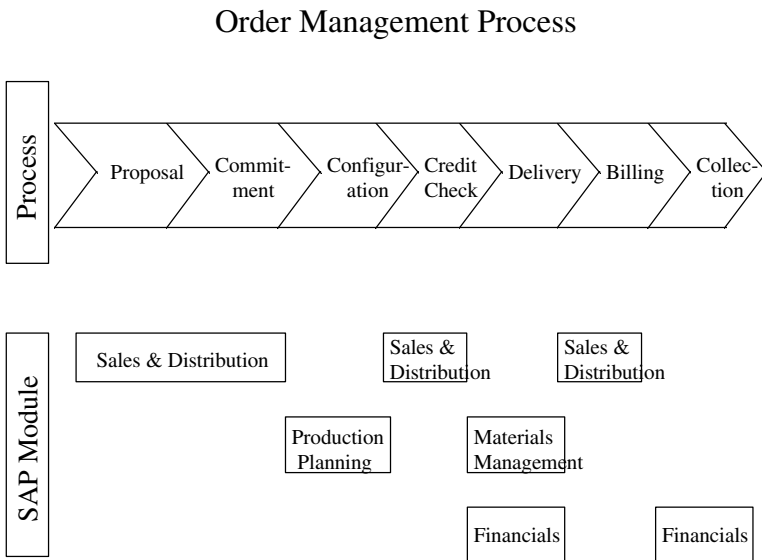 Order Management Process
Process
Proposal
Commit-
ment
Configur-
ation
Credit
Check
Delivery
Billing
Collec-
tion
SAP Module
Sales & Distribution
Sales &
Distribution
Sales &
Distribution
Production
Planning
Materials
Management
Financials
Financials